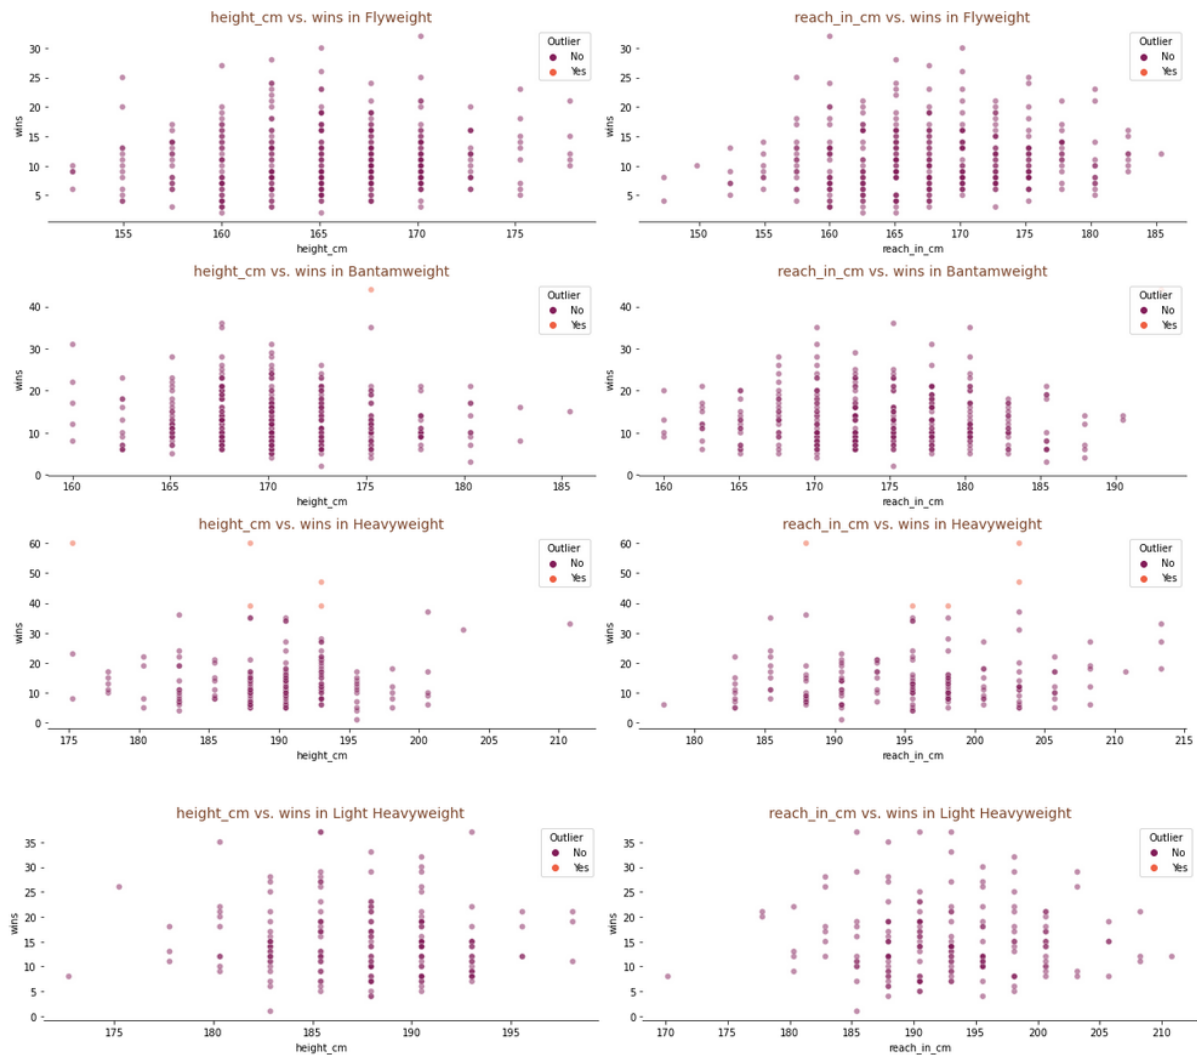 height_cm vs. wins in Flyweight
Outlier
No
Yes
30
25
20
15
10
5
wins
155 160 165 170 175
height_cm
reach_in_cm vs. wins in Flyweight
Outlier
No
Yes
30
25
20
15
10
5
wins
150 155 160 165 170 175 180 185
reach_in_cm
height_cm vs. wins in Bantamweight
Outlier
No
Yes
40
30
20
10
0
wins
160 165 170 175 180 185
height_cm
reach_in_cm vs. wins in Bantamweight
Outlier
No
Yes
40
30
20
10
0
wins
160 165 170 175 180 185 190
reach_in_cm
height_cm vs. wins in Heavyweight
Outlier
No
Yes
60
50
40
30
20
10
0
wins
175 180 185 190 195 200 205 210
height_cm
reach_in_cm vs. wins in Heavyweight
Outlier
No
Yes
60
50
40
30
20
10
0
wins
180 185 190 195 200 205 210 215
reach_in_cm
height_cm vs. wins in Light Heavyweight
Outlier
No
Yes
35
30
25
20
15
10
5
0
wins
175 180 185 190 195
height_cm
reach_in_cm vs. wins in Light Heavyweight
Outlier
No
Yes
35
30
25
20
15
10
5
0
wins
170 175 180 185 190 195 200 205 210
reach_in_cm